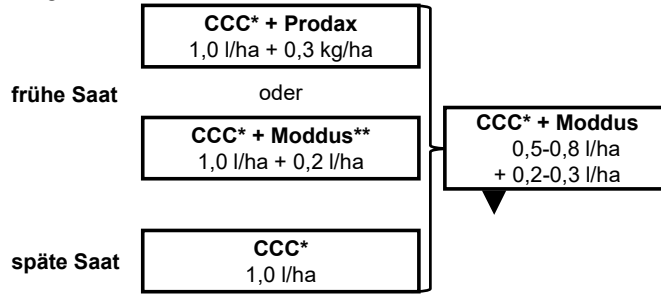 CCC* + Prodax
1,0 l/ha + 0,3 kg/ha
frühe Saat
oder
CCC* + Moddus**
1,0 l/ha + 0,2 l/ha
CCC* + Moddus
0,5-0,8 l/ha
+ 0,2-0,3 l/ha
späte Saat
CCC*
1,0 l/ha